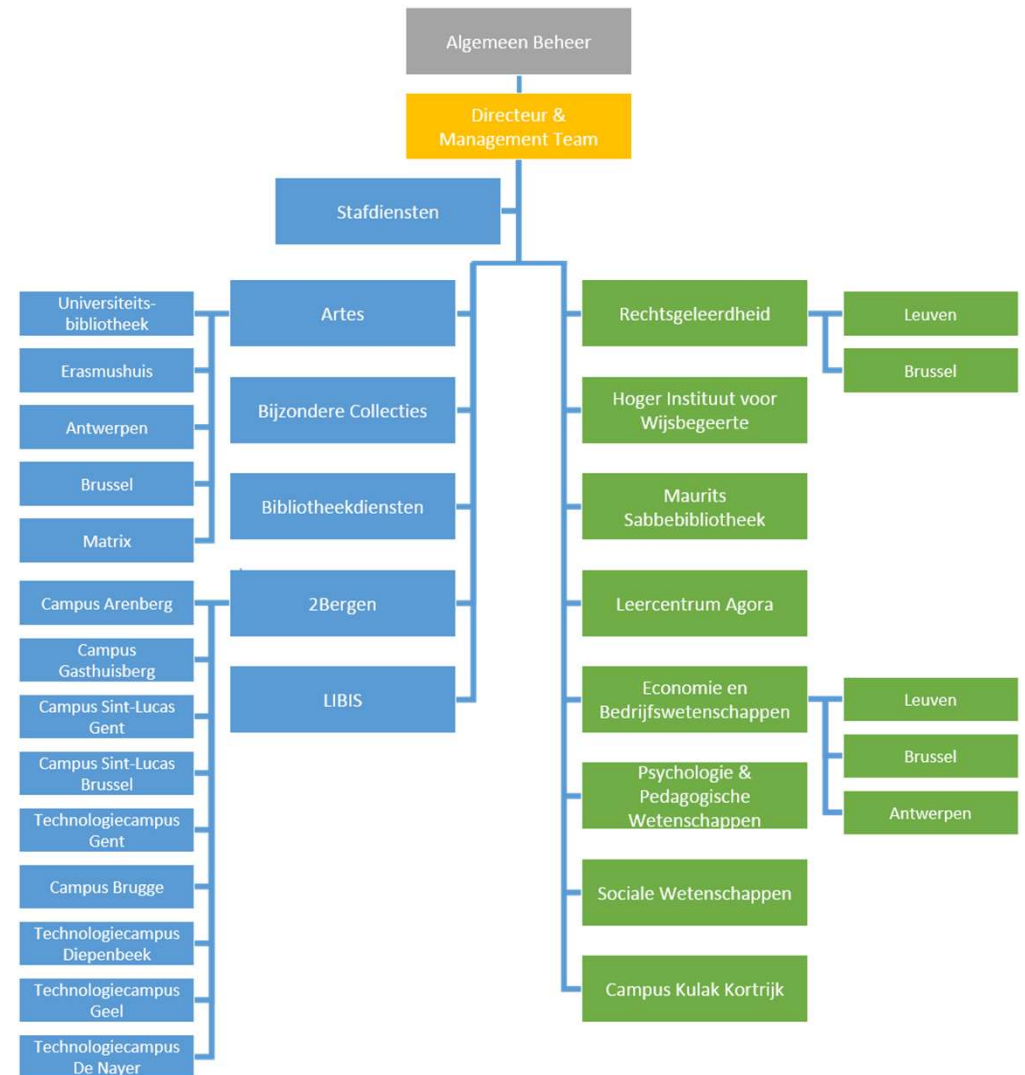 Algemeen Beheer
Directeur &
Management Team
Stafdiensten
Artes
Universiteits-
bibliotheek
Erasmushuis
Antwerpen
Brussel
Matrix
Bijzondere Collecties
Bibliotheekdiensten
2Bergen
Campus Arenberg
Campus
Gasthuisberg
Campus Sint-Lucas
Gent
Campus Sint-Lucas
Brussel
Technologiecampus
Gent
Campus Brugge
Technologiecampus
Diepenbeek
Technologiecampus
Geel
Technologiecampus
De Nayer
LIBIS
Rechtsgeleerdheid
Leuven
Brussel
Hoger Instituut voor
Wijsbegeerte
Maurits
Sabbebibliotheek
Leercentrum Agora
Economie en
Bedrijfswetenschappen
Leuven
Brussel
Antwerpen
Psychologie &
Pedagogische
Wetenschappen
Sociale Wetenschappen
Campus Kulak Kortrijk